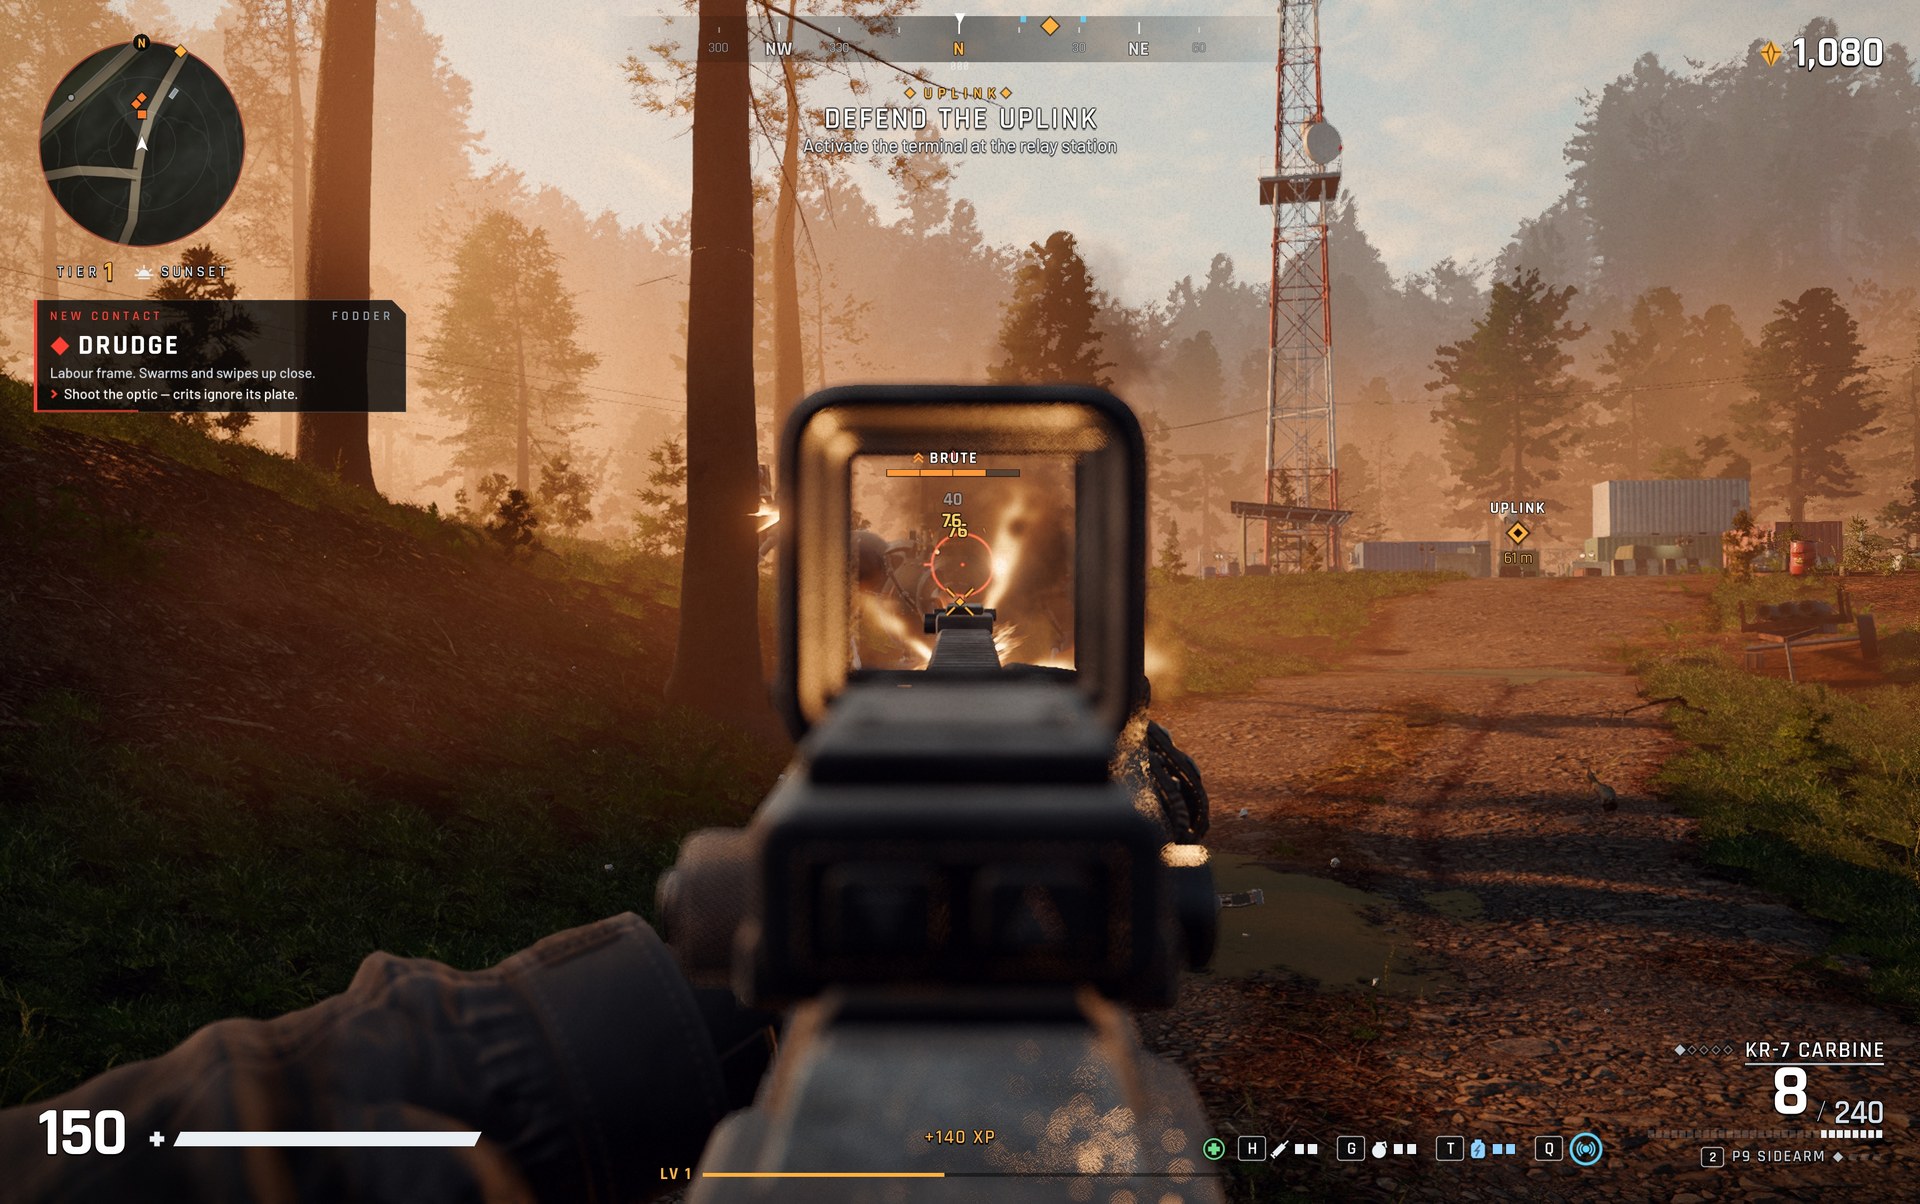 300 NW 330 N 30 NE 60
N
1,080
UPLINK
DEFEND THE UPLINK
Activate the terminal at the relay station
TIER 1 SUNSET
NEW CONTACT FODDER
DRUDGE
Labour frame. Swarms and swipes up close.
Shoot the optic – crits ignore its plate.
BRUTE
40
76
76
UPLINK
61 m
KR-7 CARBINE
8 / 240
150
+140 XP
H G T Q
2 P9 SIDEARM
LV 1